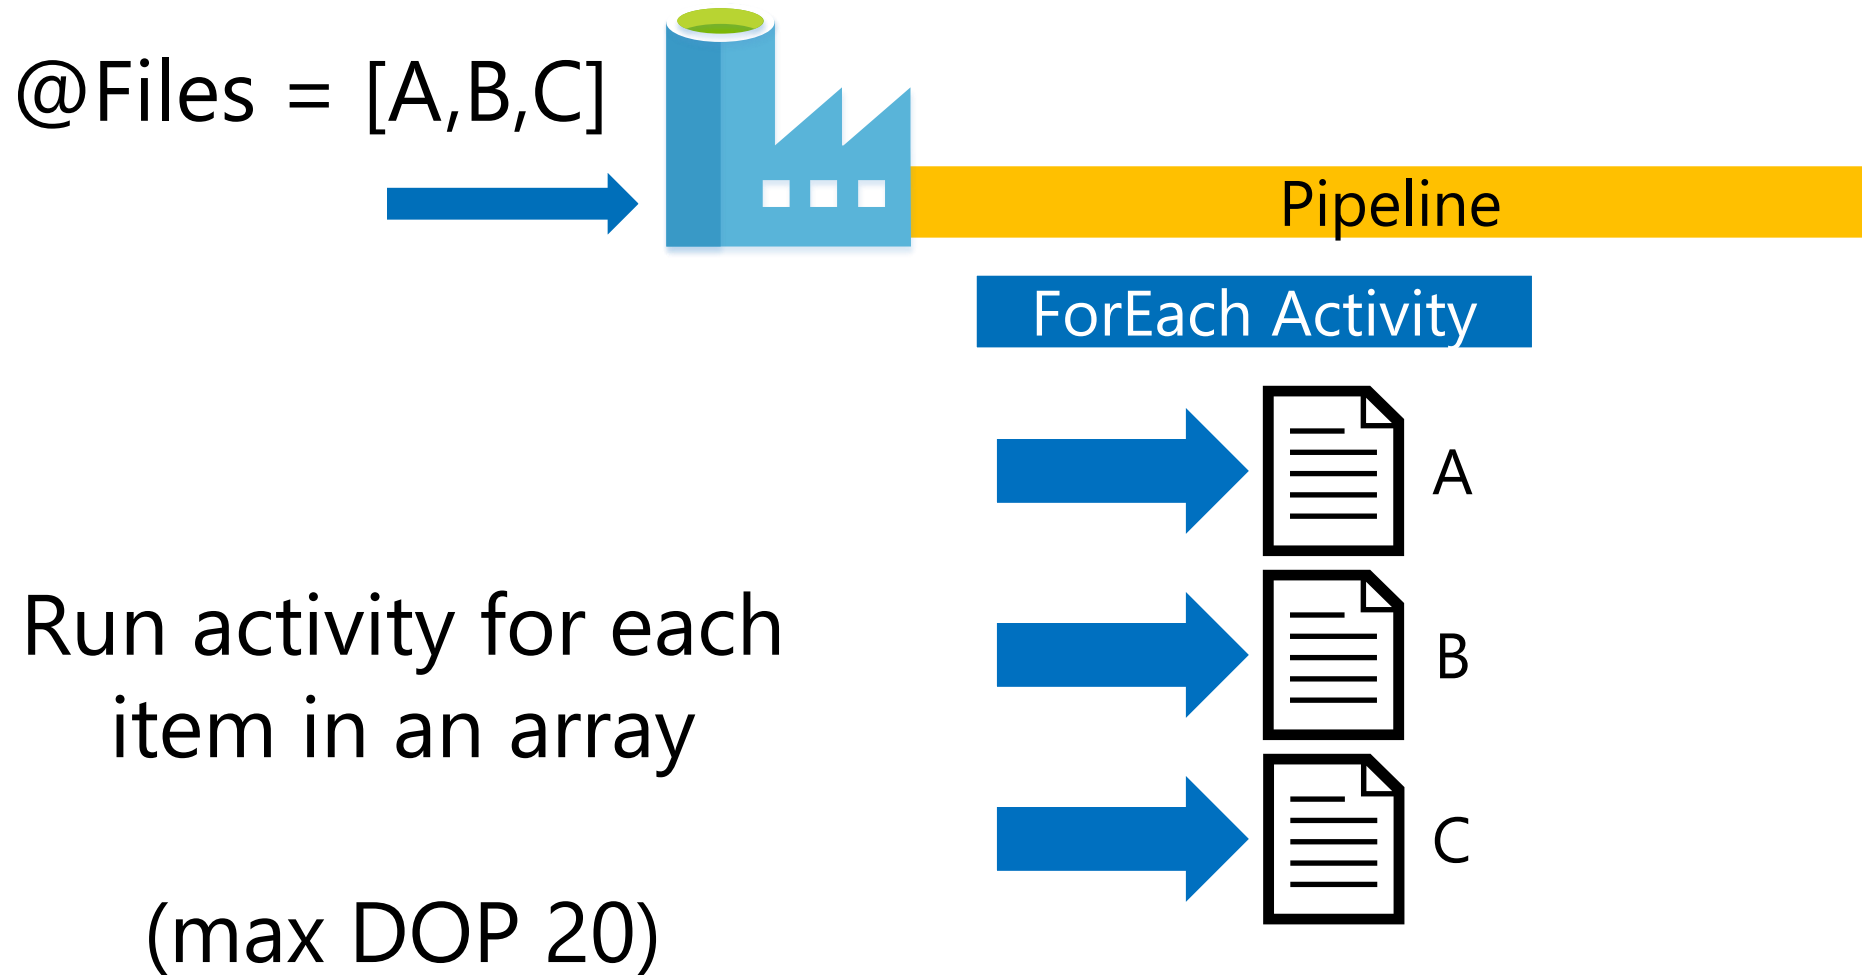 @Files = [A,B,C]
Pipeline
ForEach Activity
A
B
C
Run activity for each
item in an array
(max DOP 20)